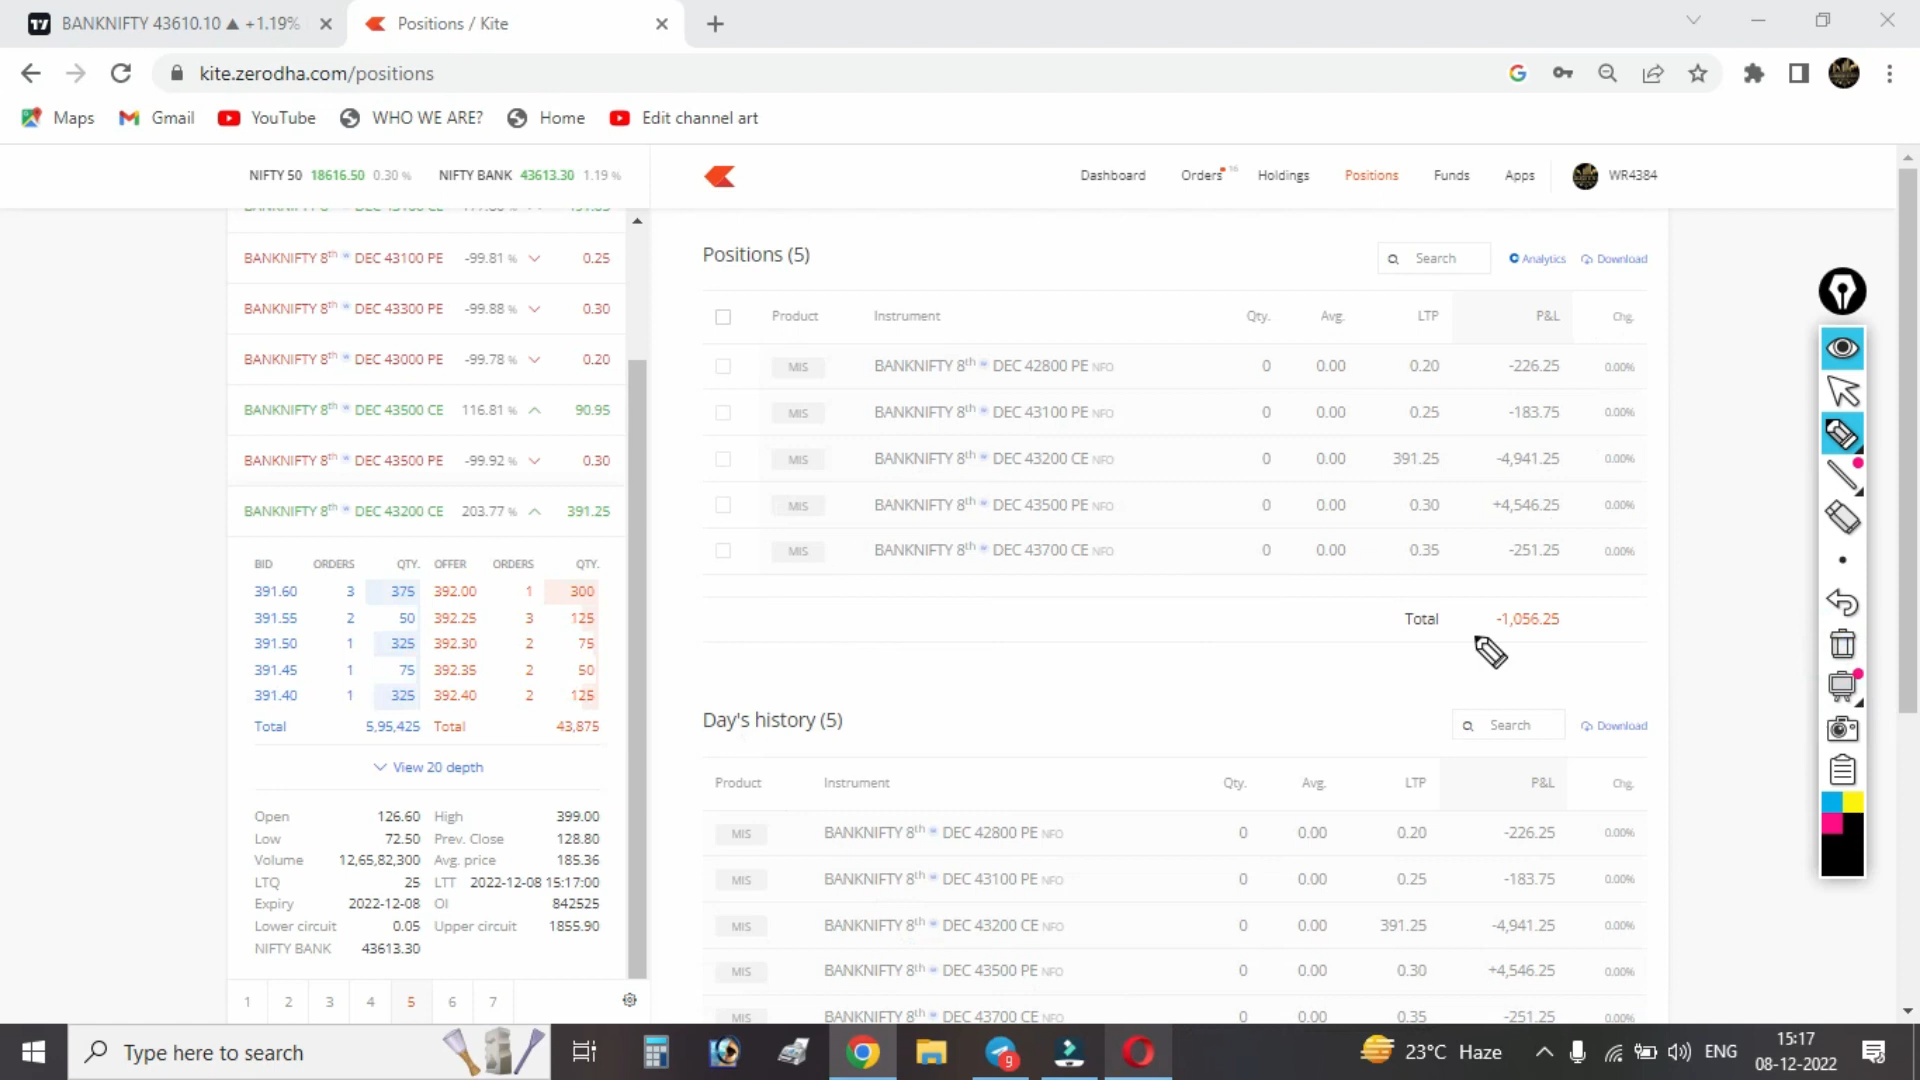 BANKNIFTY 43610.10 ▲ +1.19%
Positions / Kite
kite.zerodha.com/positions
Maps Gmail YouTube WHO WE ARE? Home Edit channel art
NIFTY 50 18616.50 0.30 % NIFTY BANK 43613.30 1.19 %
Dashboard Orders 16 Holdings Positions Funds Apps WR4384
BANKNIFTY 8th w DEC 43100 PE -99.81 % 0.25
BANKNIFTY 8th w DEC 43300 PE -99.88 % 0.30
BANKNIFTY 8th w DEC 43000 PE -99.78 % 0.20
BANKNIFTY 8th w DEC 43500 CE 116.81 % 90.95
BANKNIFTY 8th w DEC 43500 PE -99.92 % 0.30
BANKNIFTY 8th w DEC 43200 CE 203.77 % 391.25
BID ORDERS QTY. OFFER ORDERS QTY.
391.60 3 375 392.00 1 300
391.55 2 50 392.25 3 125
391.50 1 325 392.30 2 75
391.45 1 75 392.35 2 50
391.40 1 325 392.40 2 125
Total 5,95,425 Total 43,875
View 20 depth
Open 126.60 High 399.00
Low 72.50 Prev. Close 128.80
Volume 12,65,82,300 Avg. price 185.36
LTQ 25 LTT 2022-12-08 15:17:00
Expiry 2022-12-08 OI 842525
Lower circuit 0.05 Upper circuit 1855.90
NIFTY BANK 43613.30
1 2 3 4 5 6 7
Positions (5)
Search Analytics Download
Product Instrument Qty. Avg. LTP P&L Chg.
MIS BANKNIFTY 8th w DEC 42800 PE NFO 0 0.00 0.20 -226.25 0.00%
MIS BANKNIFTY 8th w DEC 43100 PE NFO 0 0.00 0.25 -183.75 0.00%
MIS BANKNIFTY 8th w DEC 43200 CE NFO 0 0.00 391.25 -4,941.25 0.00%
MIS BANKNIFTY 8th w DEC 43500 PE NFO 0 0.00 0.30 +4,546.25 0.00%
MIS BANKNIFTY 8th w DEC 43700 CE NFO 0 0.00 0.35 -251.25 0.00%
Total -1,056.25
Day's history (5)
Search Download
Product Instrument Qty. Avg. LTP P&L Chg.
MIS BANKNIFTY 8th w DEC 42800 PE NFO 0 0.00 0.20 -226.25 0.00%
MIS BANKNIFTY 8th w DEC 43100 PE NFO 0 0.00 0.25 -183.75 0.00%
MIS BANKNIFTY 8th w DEC 43200 CE NFO 0 0.00 391.25 -4,941.25 0.00%
MIS BANKNIFTY 8th w DEC 43500 PE NFO 0 0.00 0.30 +4,546.25 0.00%
MIS BANKNIFTY 8th w DEC 43700 CE NFO 0 0.00 0.35 -251.25 0.00%
Type here to search
9
23°C Haze
ENG
15:17
08-12-2022